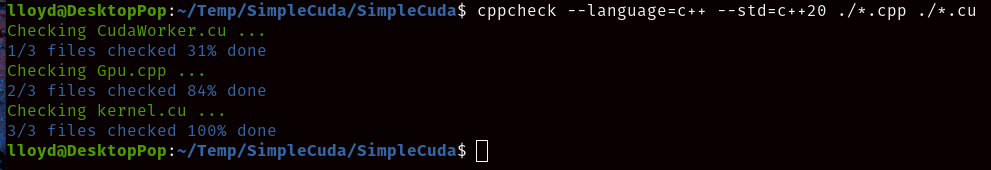 lloyd@DesktopPop:~/Temp/SimpleCuda/SimpleCuda$ cppcheck --language=c++ --std=c++20 ./*.cpp ./*.cu
Checking CudaWorker.cu ...
1/3 files checked 31% done
Checking Gpu.cpp ...
2/3 files checked 84% done
Checking kernel.cu ...
3/3 files checked 100% done
lloyd@DesktopPop:~/Temp/SimpleCuda/SimpleCuda$